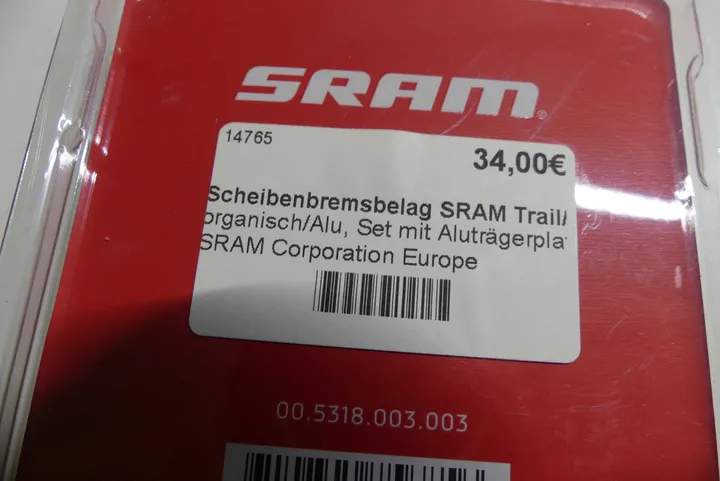 SRAM
14765
34,00€
Scheibenbremsbelag SRAM Trail/
organisch/Alu, Set mit Aluträgerpla
SRAM Corporation Europe
00.5318.003.003